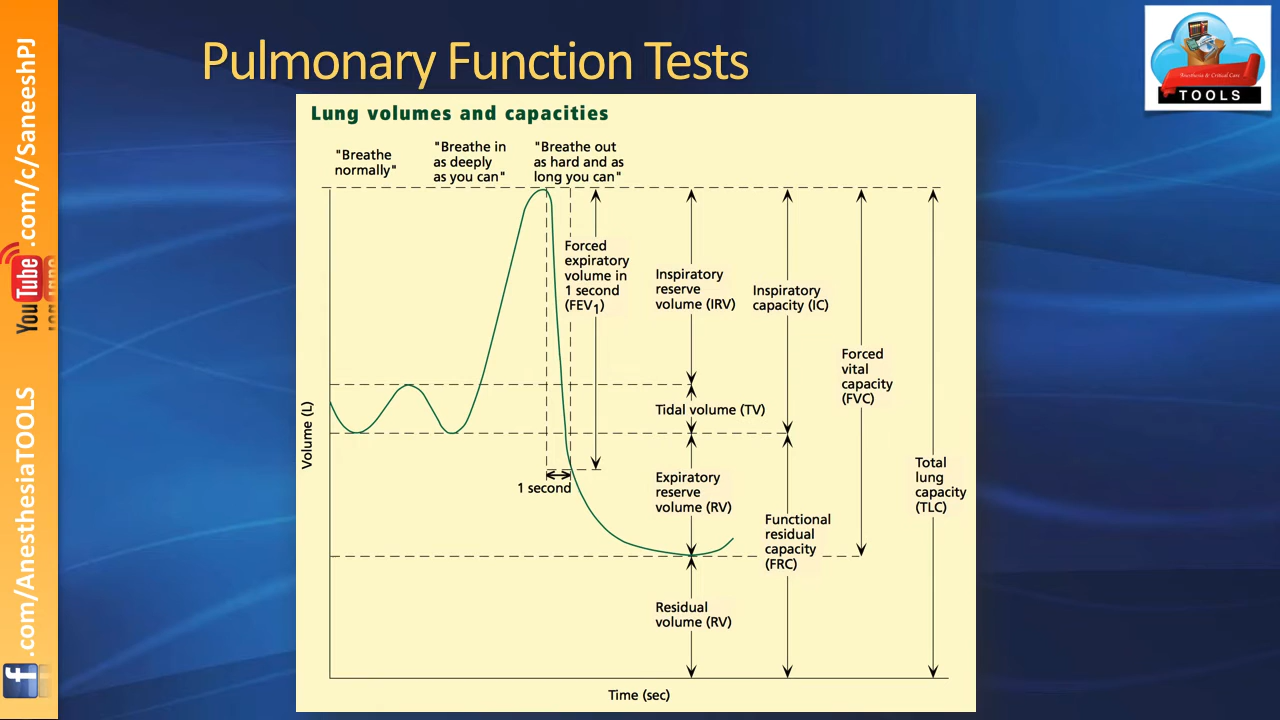 Pulmonary Function Tests
Anesthesia & Critical Care
TOOLS
YouTube .com/c/SaneeshPJ
f .com/AnesthesiaTOOLS
Lung volumes and capacities
"Breathe
normally"
"Breathe in
as deeply
as you can"
"Breathe out
as hard and as
long you can"
Forced
expiratory
volume in
1 second
(FEV1)
Inspiratory
reserve
volume (IRV)
Inspiratory
capacity (IC)
Forced
vital
capacity
(FVC)
Tidal volume (TV)
Volume (L)
1 second
Expiratory
reserve
volume (RV)
Total
lung
capacity
(TLC)
Functional
residual
capacity
(FRC)
Residual
volume (RV)
Time (sec)